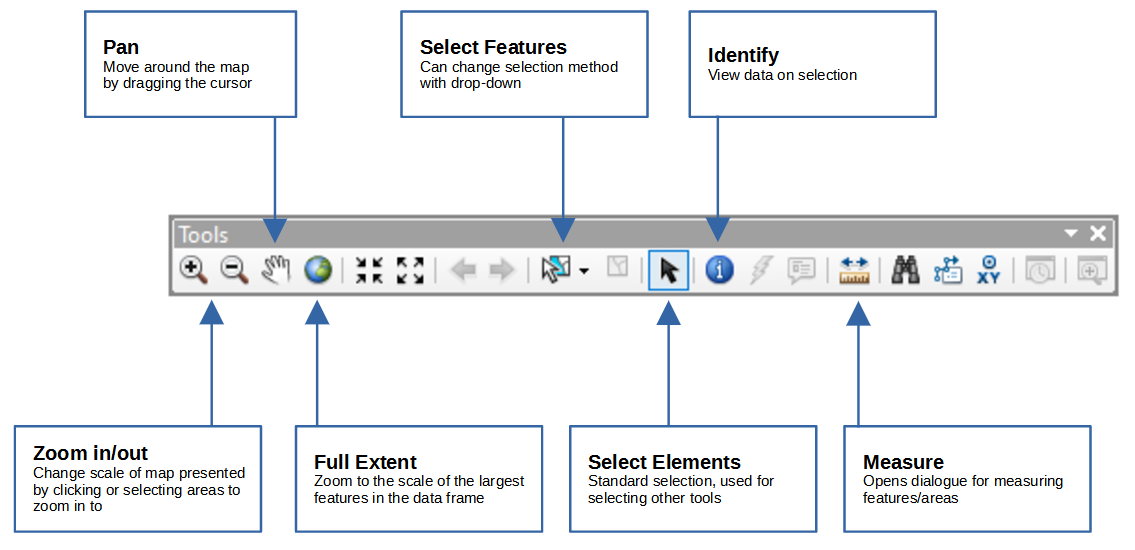 Pan
Move around the map
by dragging the cursor
Select Features
Can change selection method
with drop-down
Identify
View data on selection
Tools
XY
Zoom in/out
Change scale of map presented
by clicking or selecting areas to
zoom in to
Full Extent
Zoom to the scale of the largest
features in the data frame
Select Elements
Standard selection, used for
selecting other tools
Measure
Opens dialogue for measuring
features/areas